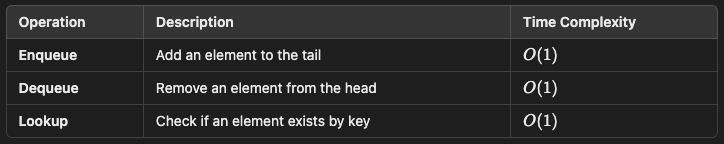 Operation Description Time Complexity
Enqueue Add an element to the tail O(1)
Dequeue Remove an element from the head O(1)
Lookup Check if an element exists by key O(1)